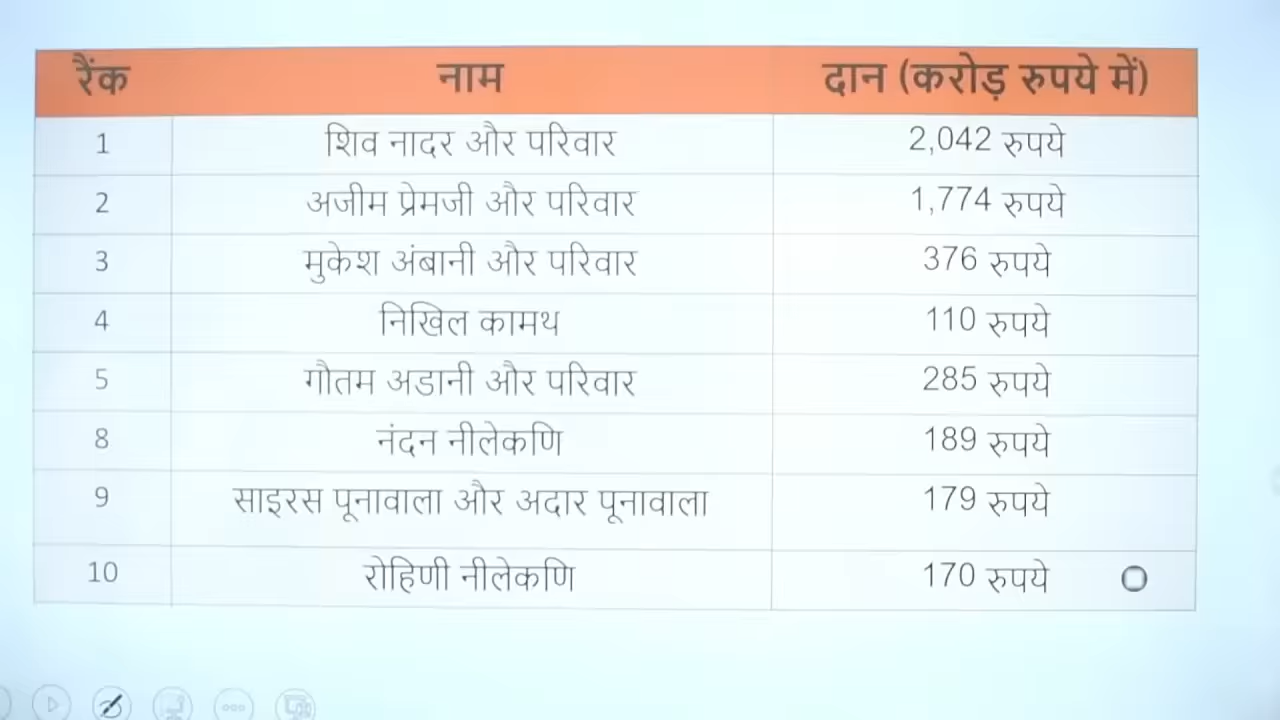 रैंक नाम दान (करोड़ रुपये में)
1 शिव नादर और परिवार 2,042 रुपये
2 अजीम प्रेमजी और परिवार 1,774 रुपये
3 मुकेश अंबानी और परिवार 376 रुपये
4 निखिल कामथ 110 रुपये
5 गौतम अडानी और परिवार 285 रुपये
8 नंदन नीलेकणि 189 रुपये
9 साइरस पूनावाला और अदार पूनावाला 179 रुपये
10 रोहिणी नीलेकणि 170 रुपये